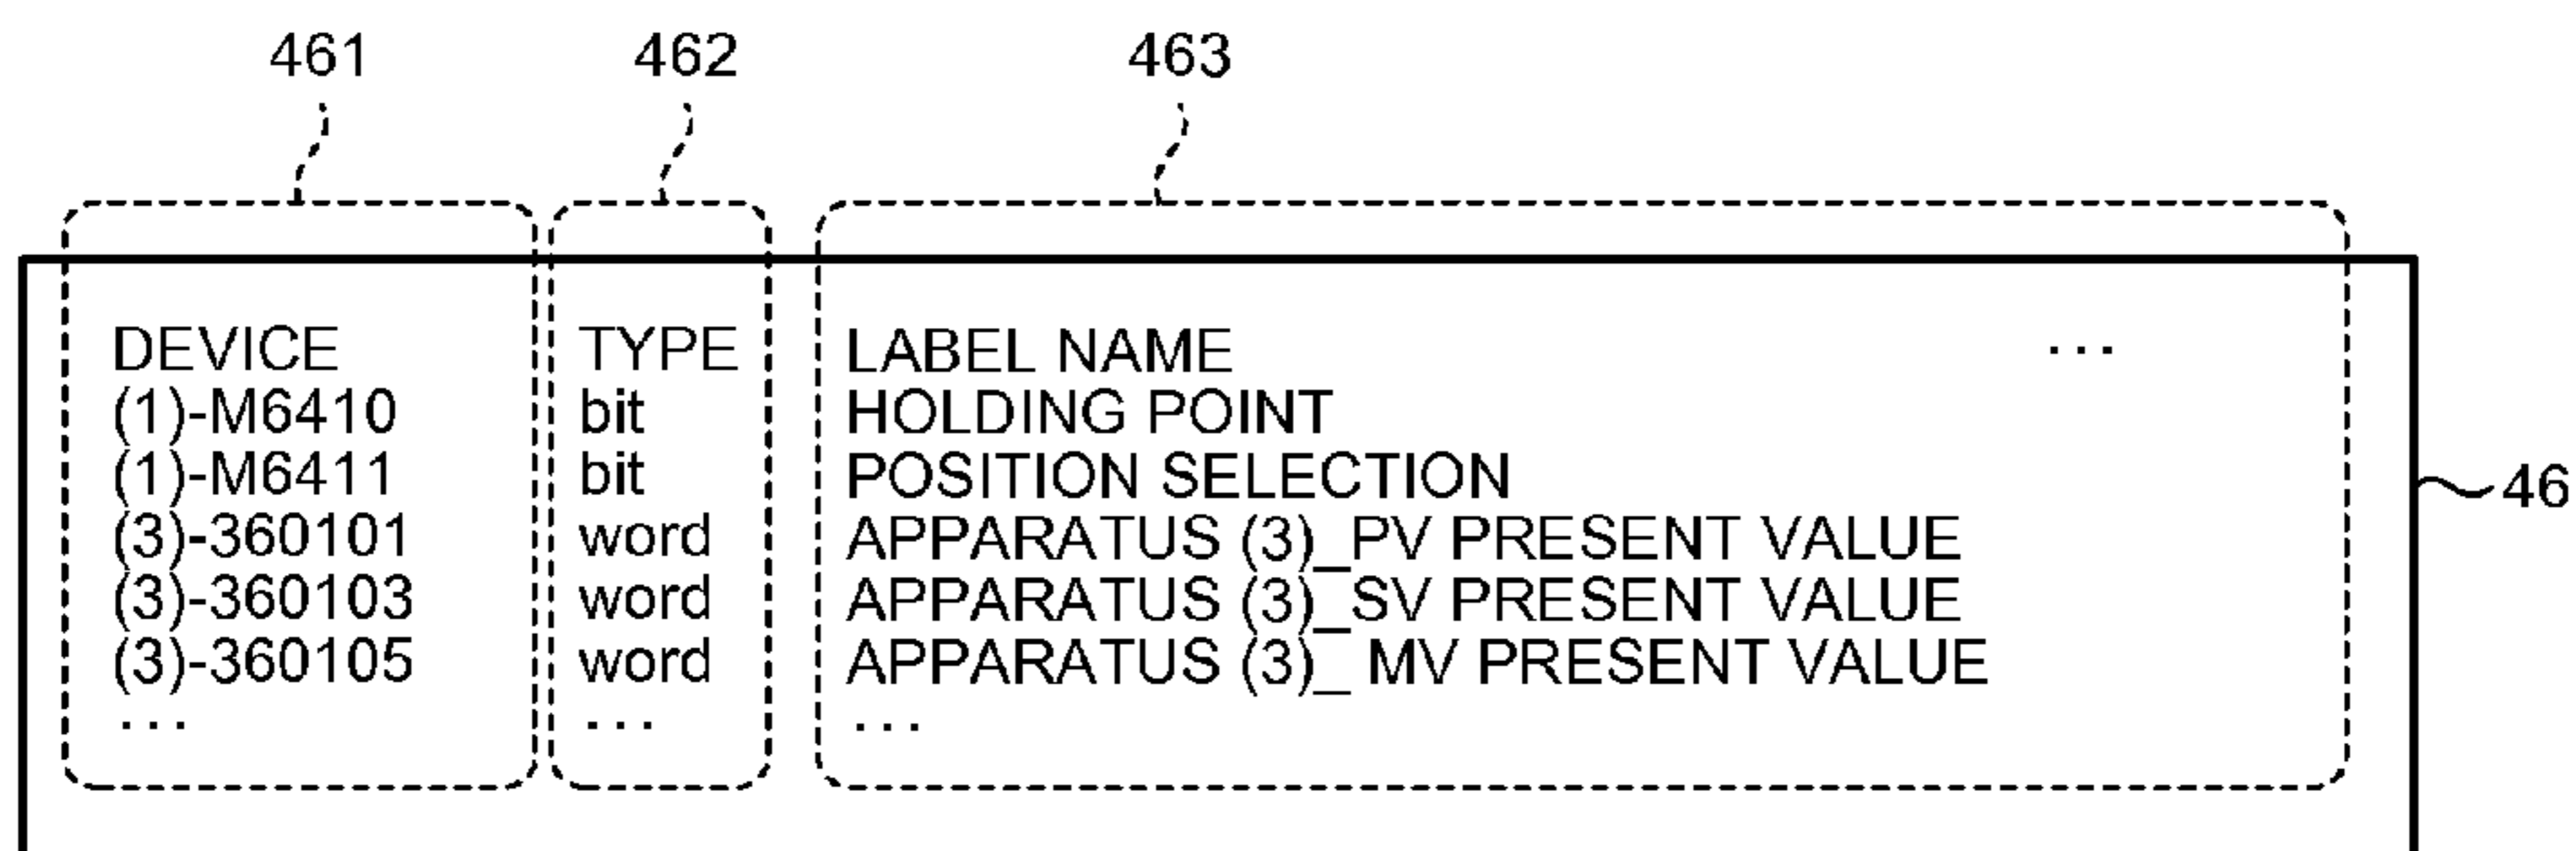 461 462 463
DEVICE TYPE LABEL NAME ...
(1)-M6410 bit HOLDING POINT
(1)-M6411 bit POSITION SELECTION
(3)-360101 word APPARATUS (3)_PV PRESENT VALUE
(3)-360103 word APPARATUS (3)_SV PRESENT VALUE
(3)-360105 word APPARATUS (3)_ MV PRESENT VALUE
... ... ...
46